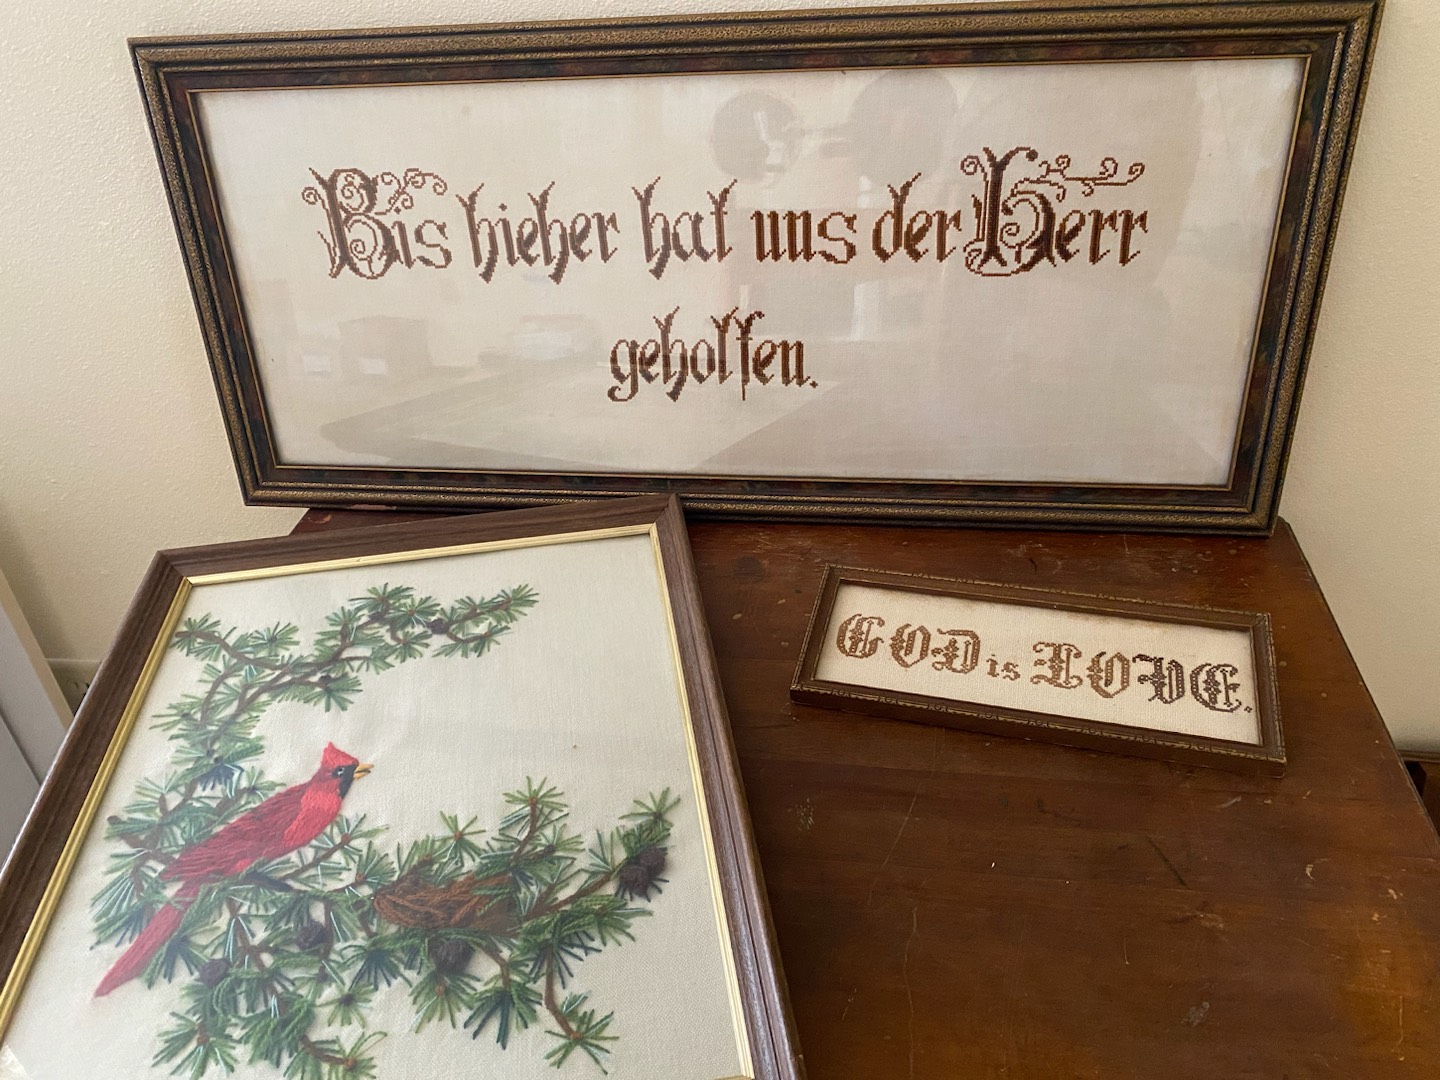 Bis hieher hat uns der Herr
geholfen.
GOD is LOVE.